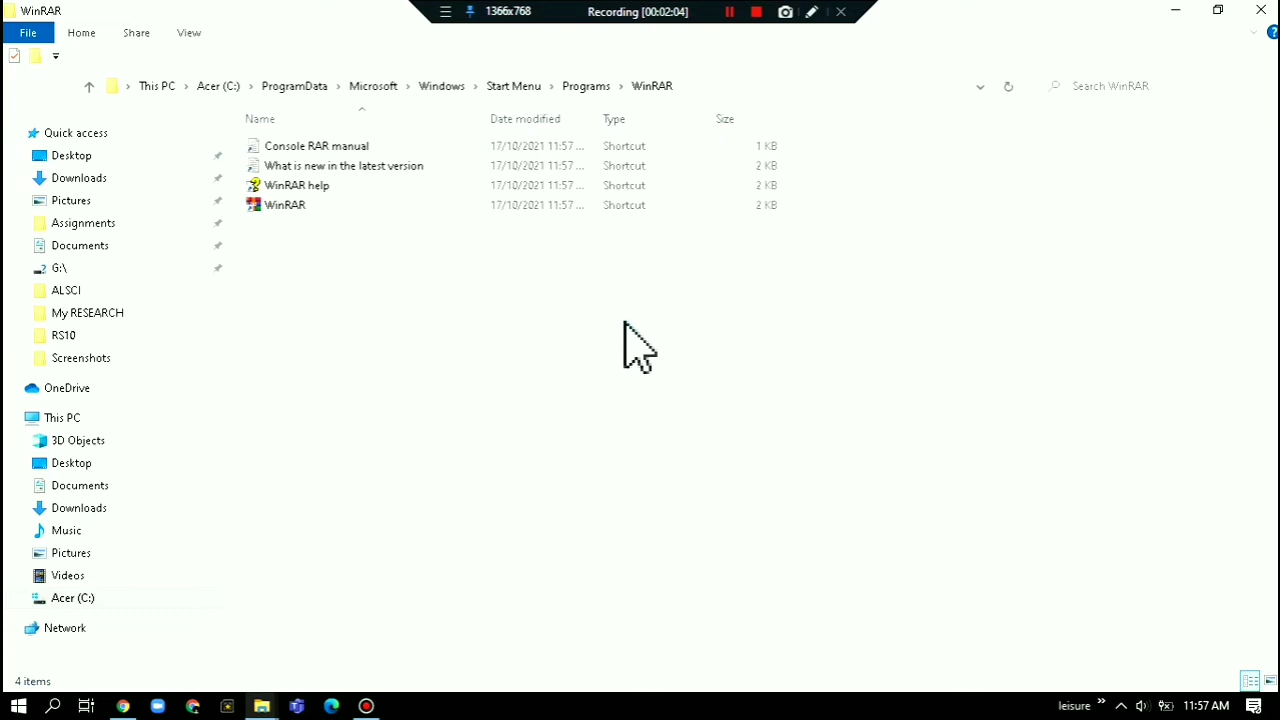 WinRAR
1366x768
Recording [00:02:04]
File
Home
Share
View
This PC
Acer (C:)
ProgramData
Microsoft
Windows
Start Menu
Programs
WinRAR
Search WinRAR
Name
Date modified
Type
Size
Console RAR manual 17/10/2021 11:57 ... Shortcut 1 KB
What is new in the latest version 17/10/2021 11:57 ... Shortcut 2 KB
WinRAR help 17/10/2021 11:57 ... Shortcut 2 KB
WinRAR 17/10/2021 11:57 ... Shortcut 2 KB
Quick access
Desktop
Downloads
Pictures
Assignments
Documents
G:\
ALSCI
My RESEARCH
RS10
Screenshots
OneDrive
This PC
3D Objects
Desktop
Documents
Downloads
Music
Pictures
Videos
Acer (C:)
Network
4 items
leisure
11:57 AM